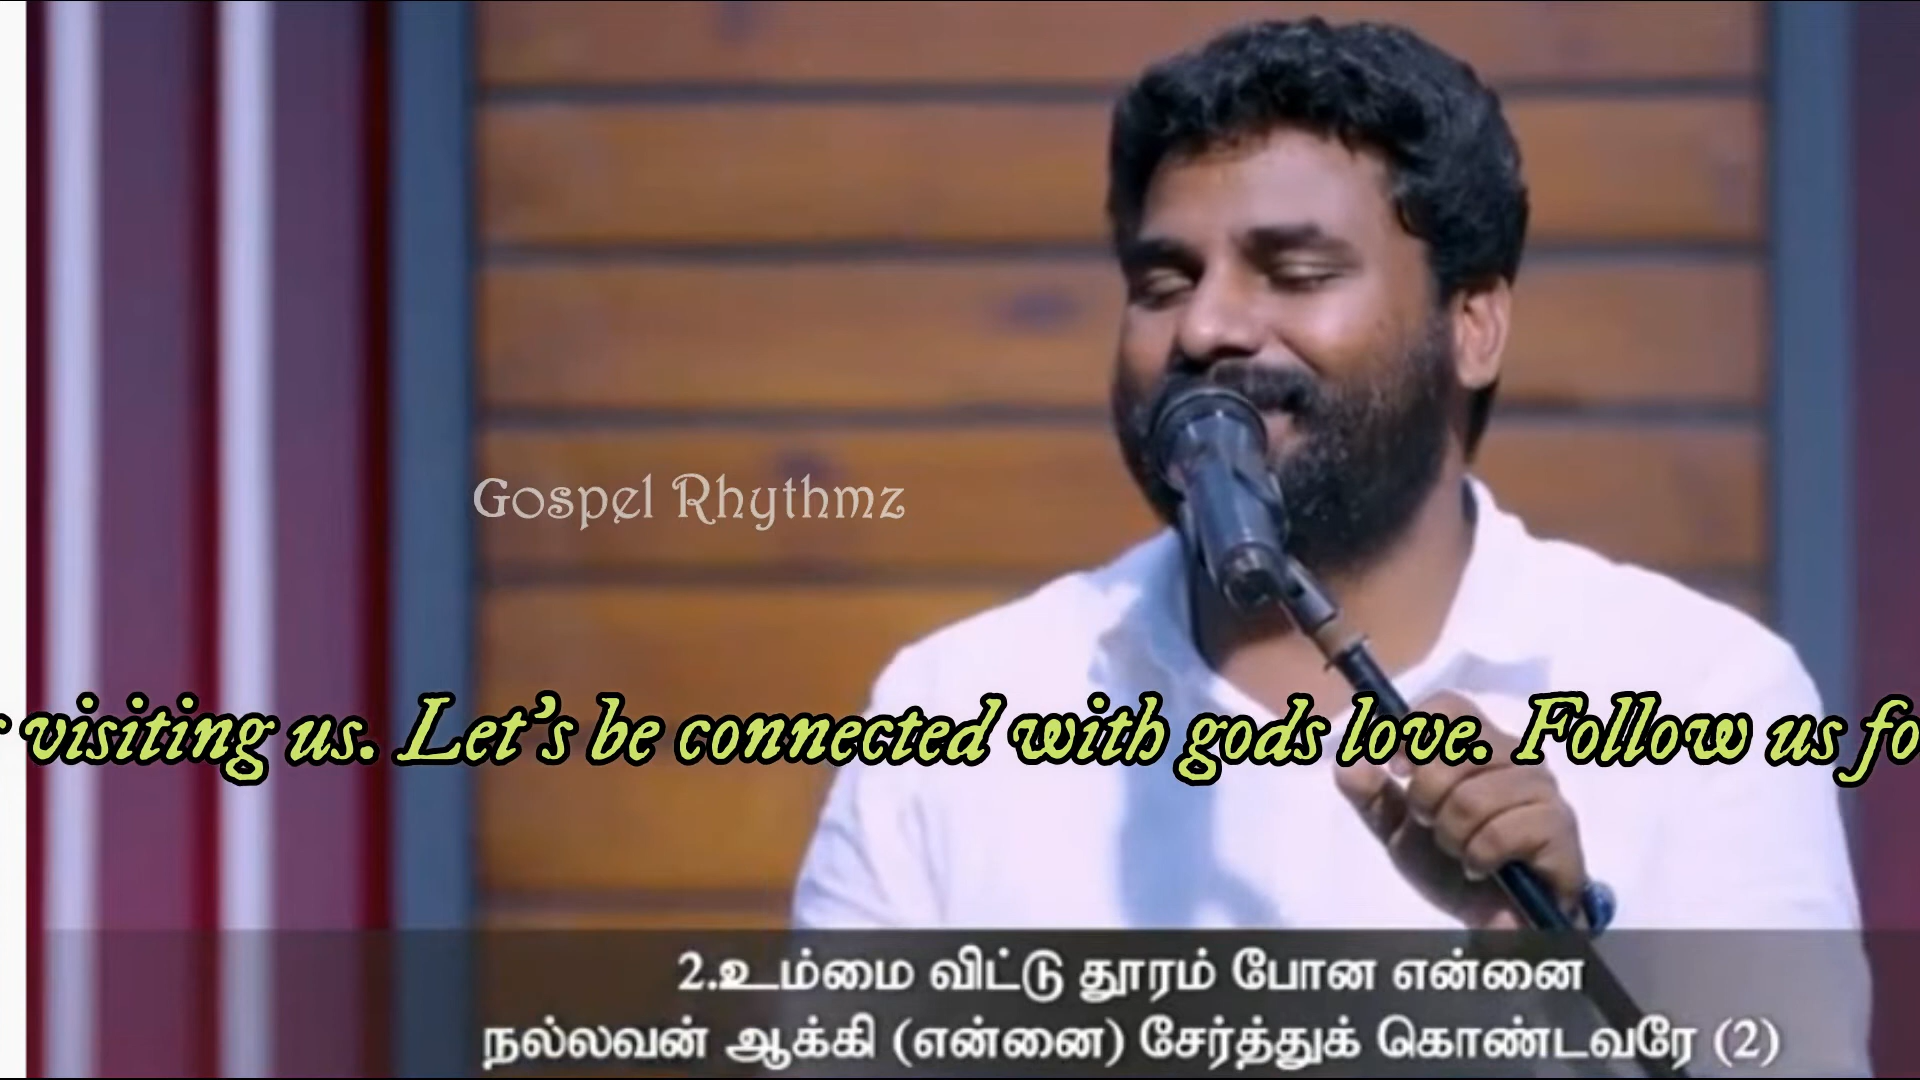 Gospel Rhythmz
visiting us. Let's be connected with gods love. Follow us fo
2.உம்மை விட்டு தூரம் போன என்னை
நல்லவன் ஆக்கி (என்னை) சேர்த்துக் கொண்டவரே (2)